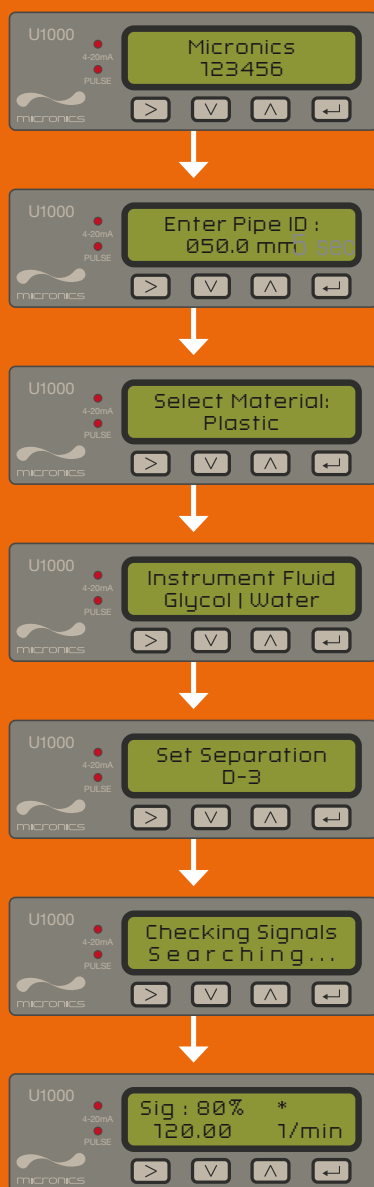 U1000
4-20mA
PULSE
micronics
Micronics
123456
> ∨ ∧ ↵
U1000
4-20mA
PULSE
micronics
Enter Pipe ID :
050.0 mm
5 sec
> ∨ ∧ ↵
U1000
4-20mA
PULSE
micronics
Select Material:
Plastic
> ∨ ∧ ↵
U1000
4-20mA
PULSE
micronics
Instrument Fluid
Glycol | Water
> ∨ ∧ ↵
U1000
4-20mA
PULSE
micronics
Set Separation
D-3
> ∨ ∧ ↵
U1000
4-20mA
PULSE
micronics
Checking Signals
Searching...
> ∨ ∧ ↵
U1000
4-20mA
PULSE
micronics
Sig : 80% *
120.00 1/min
> ∨ ∧ ↵